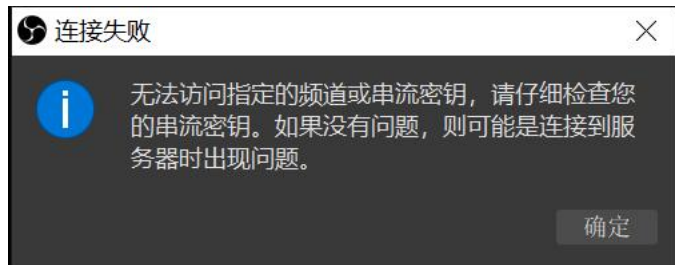 连接失败
无法访问指定的频道或串流密钥，请仔细检查您
的串流密钥。如果没有问题，则可能是连接到服
务器时出现问题。
确定